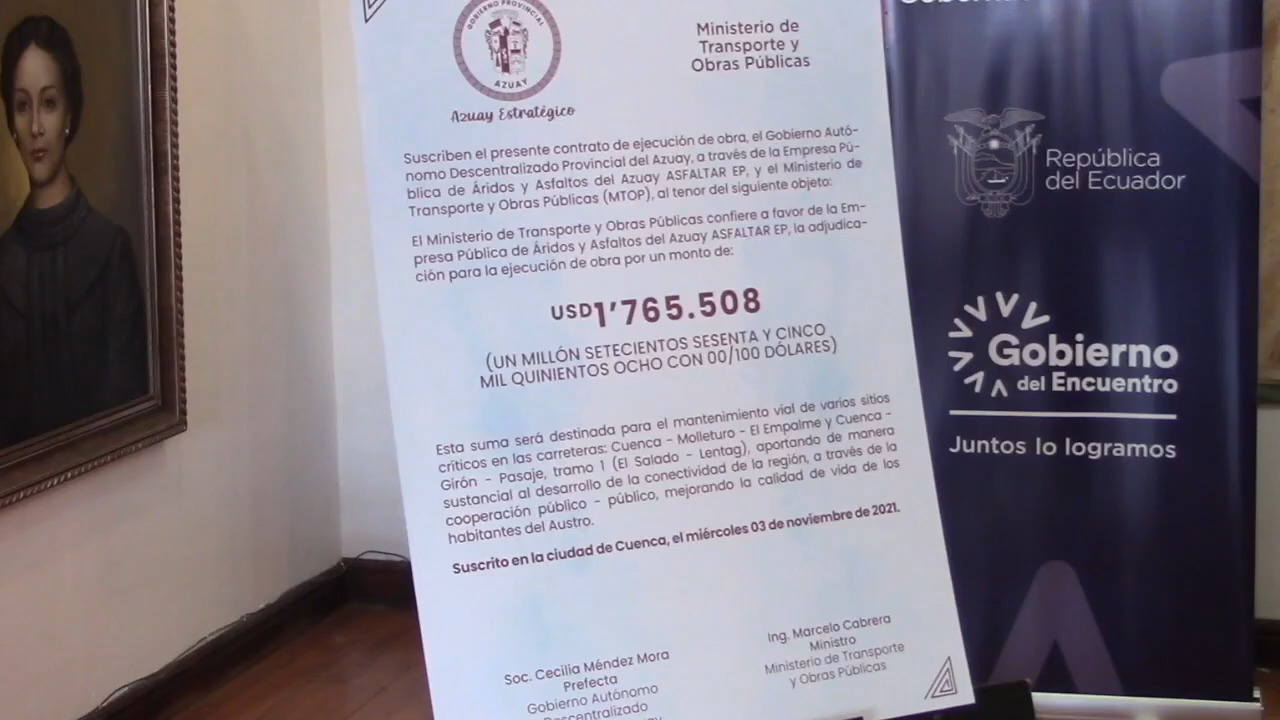 GOBIERNO PROVINCIAL
AZUAY
Azuay Estratégico
Ministerio de
Transporte y
Obras Públicas
Suscriben el presente contrato de ejecución de obra, el Gobierno Autó-
nomo Descentralizado Provincial del Azuay, a través de la Empresa Pú-
blica de Áridos y Asfaltos del Azuay ASFALTAR EP, y el Ministerio de
Transporte y Obras Públicas (MTOP), al tenor del siguiente objeto:
El Ministerio de Transporte y Obras Públicas confiere a favor de la Em-
presa Pública de Áridos y Asfaltos del Azuay ASFALTAR EP, la adjudica-
ción para la ejecución de obra por un monto de:
USD1'765.508
(UN MILLÓN SETECIENTOS SESENTA Y CINCO
MIL QUINIENTOS OCHO CON 00/100 DÓLARES)
Esta suma será destinada para el mantenimiento vial de varios sitios
críticos en las carreteras: Cuenca - Molleturo - El Empalme y Cuenca -
Girón - Pasaje, tramo 1 (El Salado - Lentag), aportando de manera
sustancial al desarrollo de la conectividad de la región, a través de la
cooperación público - público, mejorando la calidad de vida de los
habitantes del Austro.
Suscrito en la ciudad de Cuenca, el miércoles 03 de noviembre de 2021.
Soc. Cecilia Méndez Mora
Prefecta
Gobierno Autónomo
Descentralizado
Ing. Marcelo Cabrera
Ministro
Ministerio de Transporte
y Obras Públicas
República
del Ecuador
Gobierno
del Encuentro
Juntos lo logramos